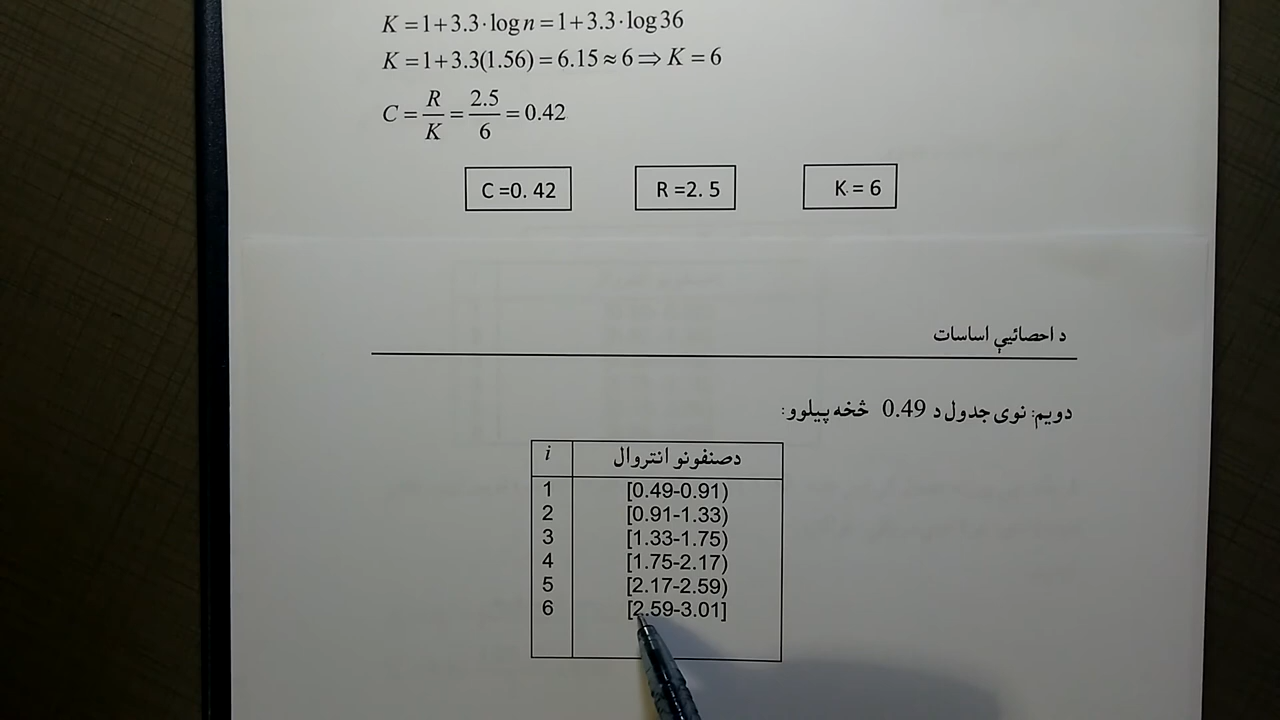 K = 1+3.3·log n = 1+3.3·log 36
K = 1+3.3(1.56) = 6.15 ≈ 6 ⇒ K = 6
C = R/K = 2.5/6 = 0.42
C =0. 42 R =2. 5 K = 6
د احصائيې اساسات
دويم: نوی جدول د 0.49 څخه پيلوو:
i دصنفونو انتروال
1 [0.49-0.91)
2 [0.91-1.33)
3 [1.33-1.75)
4 [1.75-2.17)
5 [2.17-2.59)
6 [2.59-3.01]